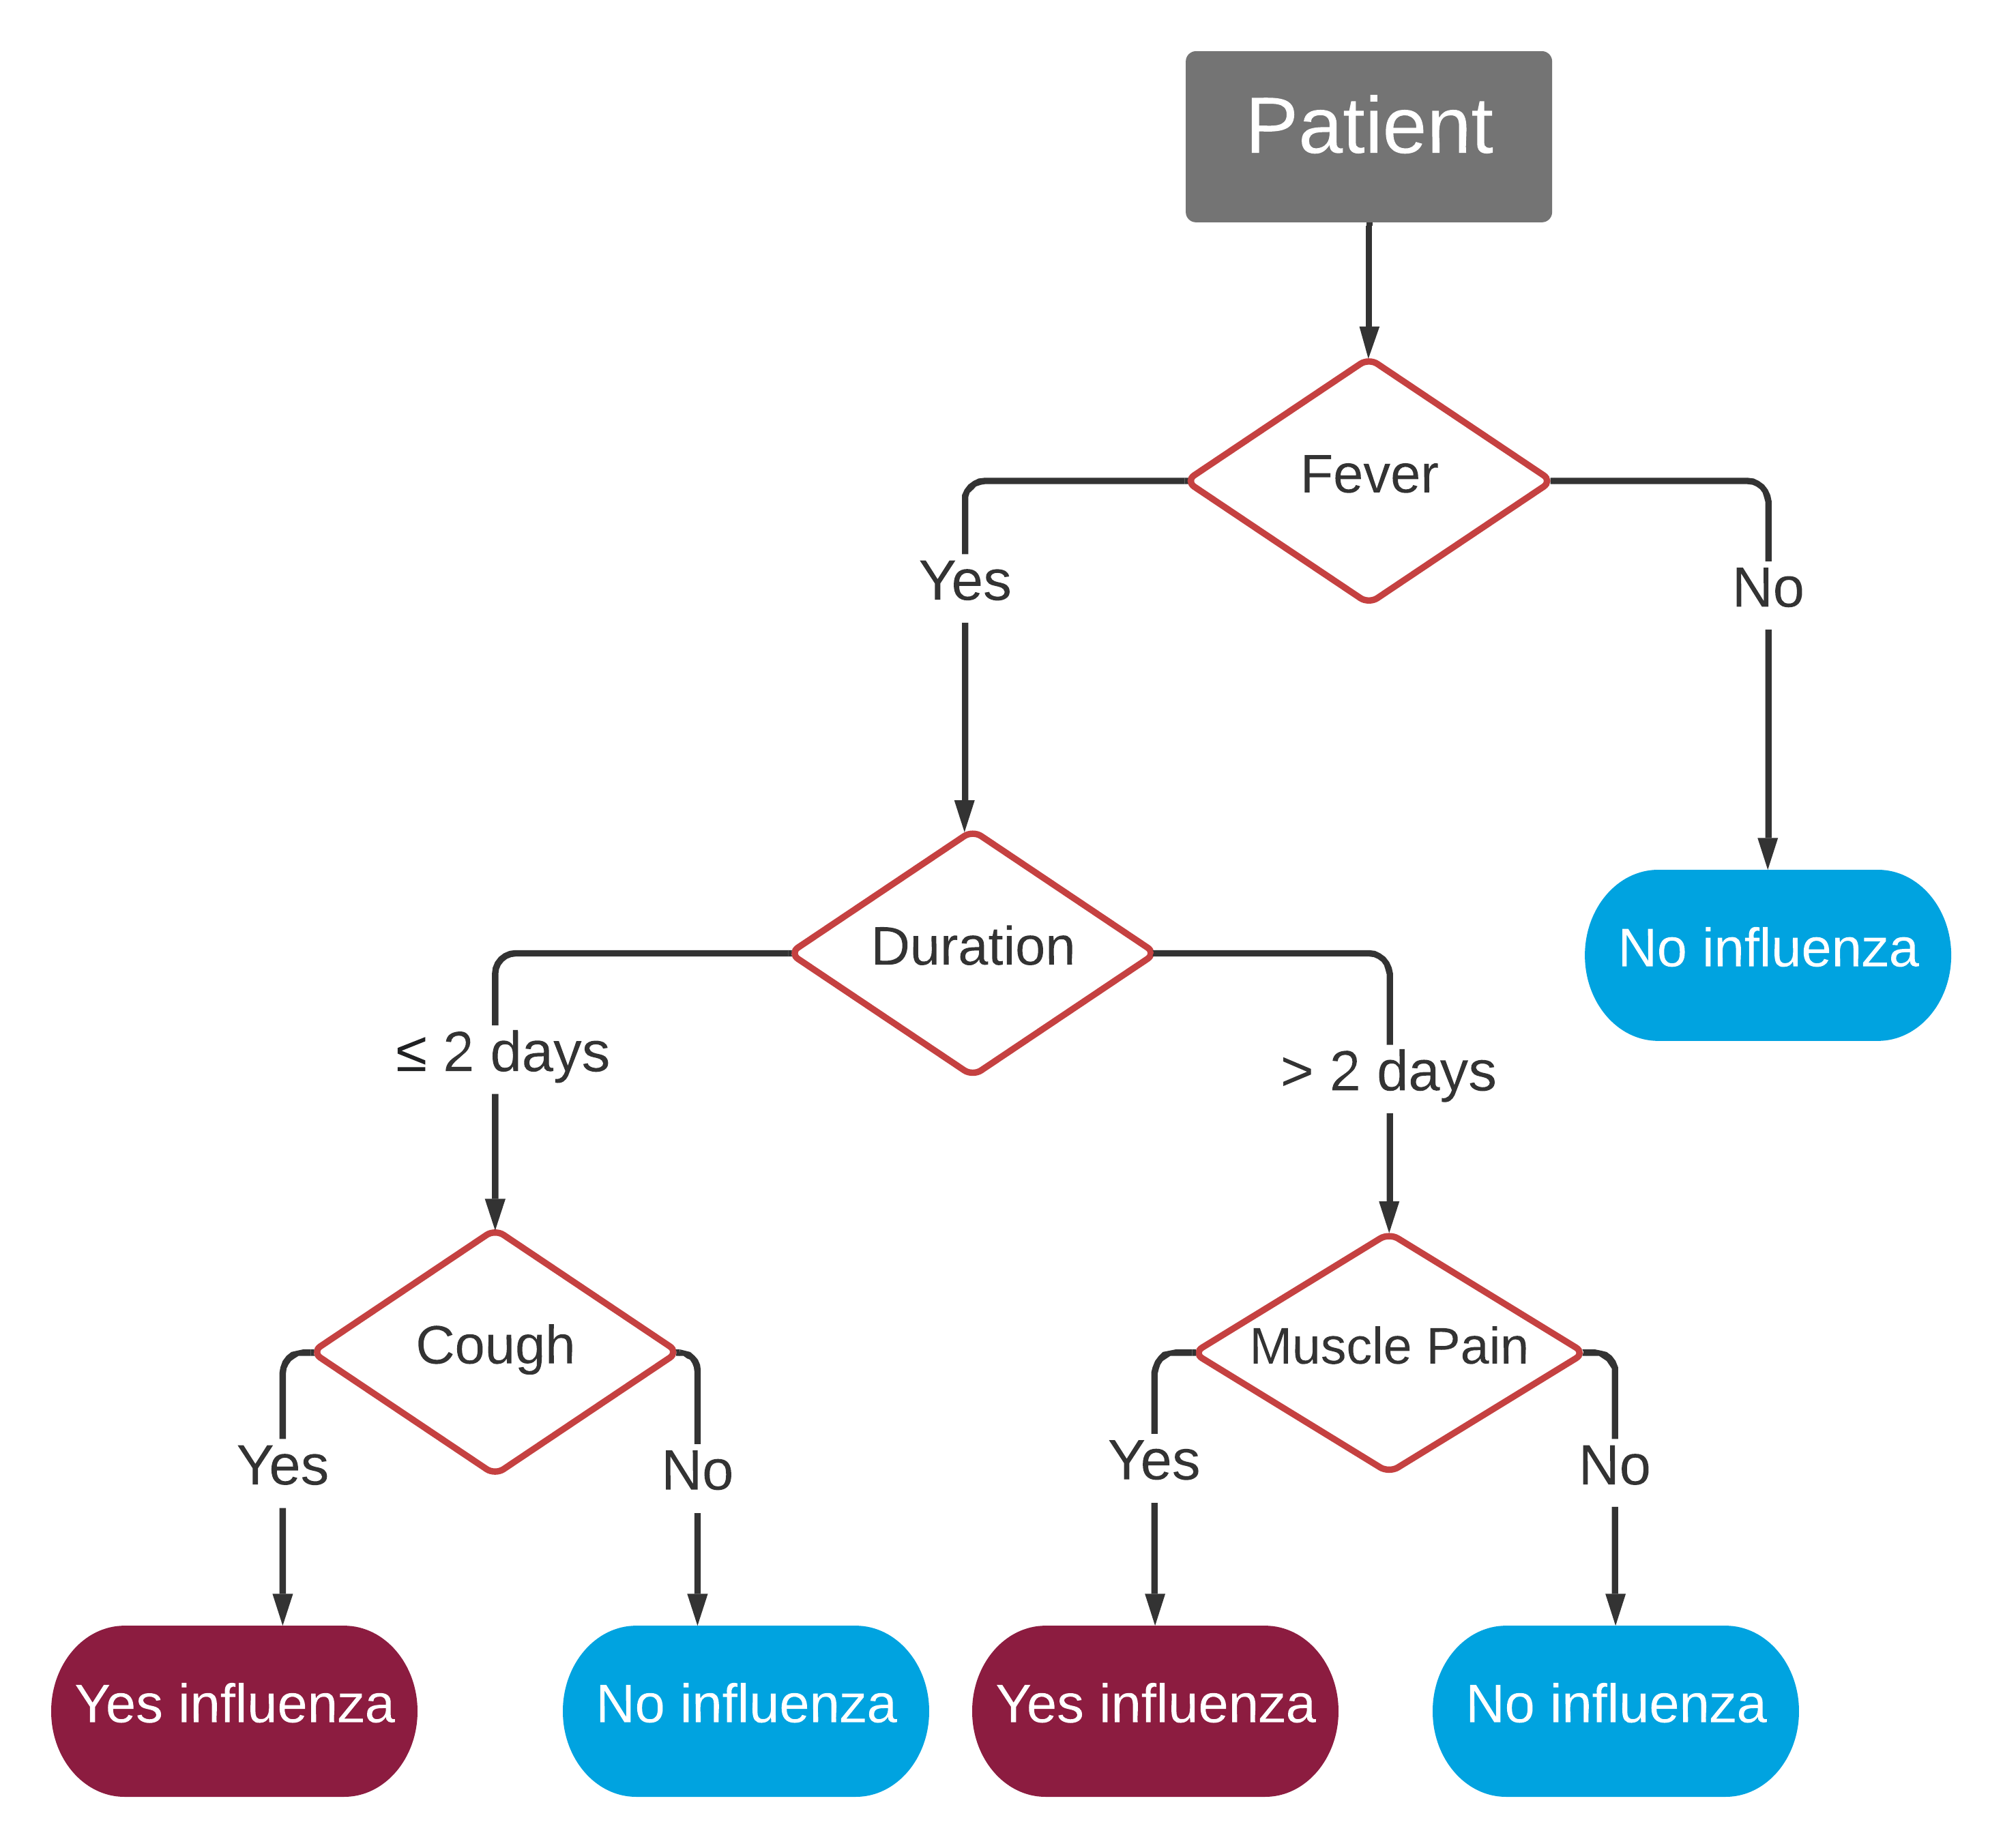 Patient
Fever
Yes
No
Duration
No influenza
≤ 2 days
> 2 days
Cough
Muscle Pain
Yes
No
Yes
No
Yes influenza
No influenza
Yes influenza
No influenza